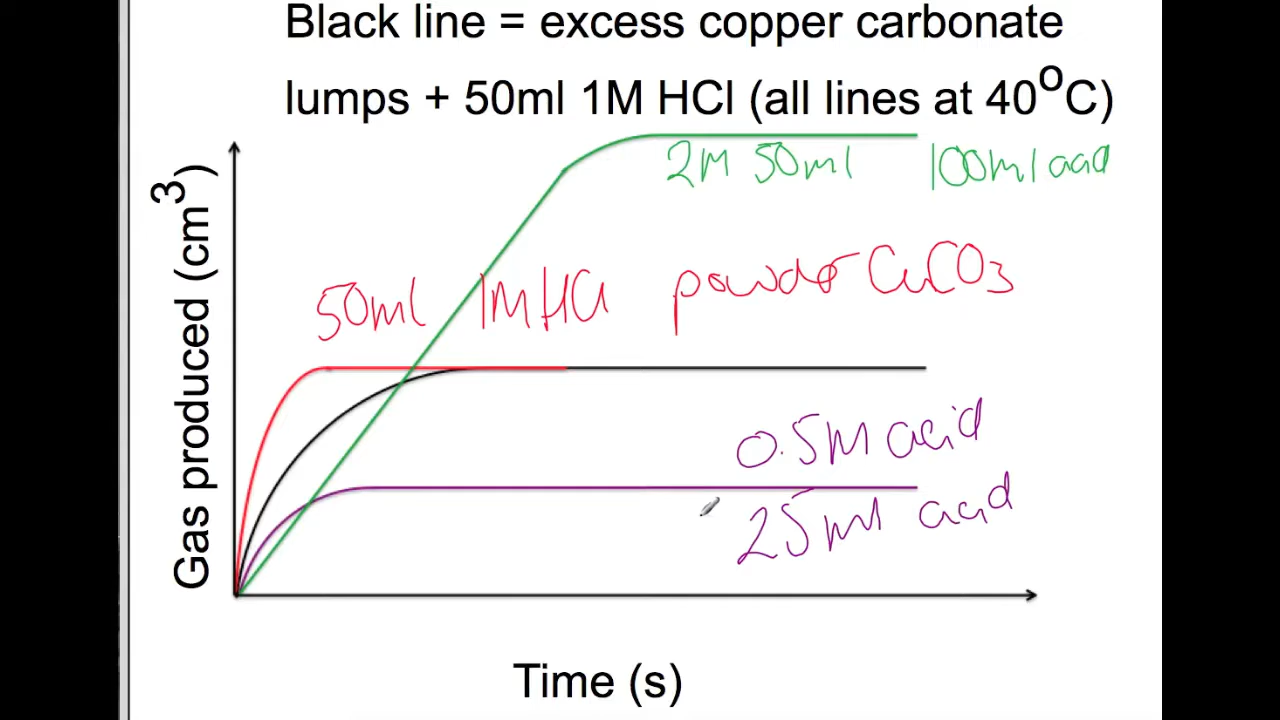 Black line = excess copper carbonate
lumps + 50ml 1M HCl (all lines at 40°C)
2M 50ml 100ml acid
50ml 1M HCl powder CuCO3
0.5M acid
25ml acid
Gas produced (cm³)
Time (s)